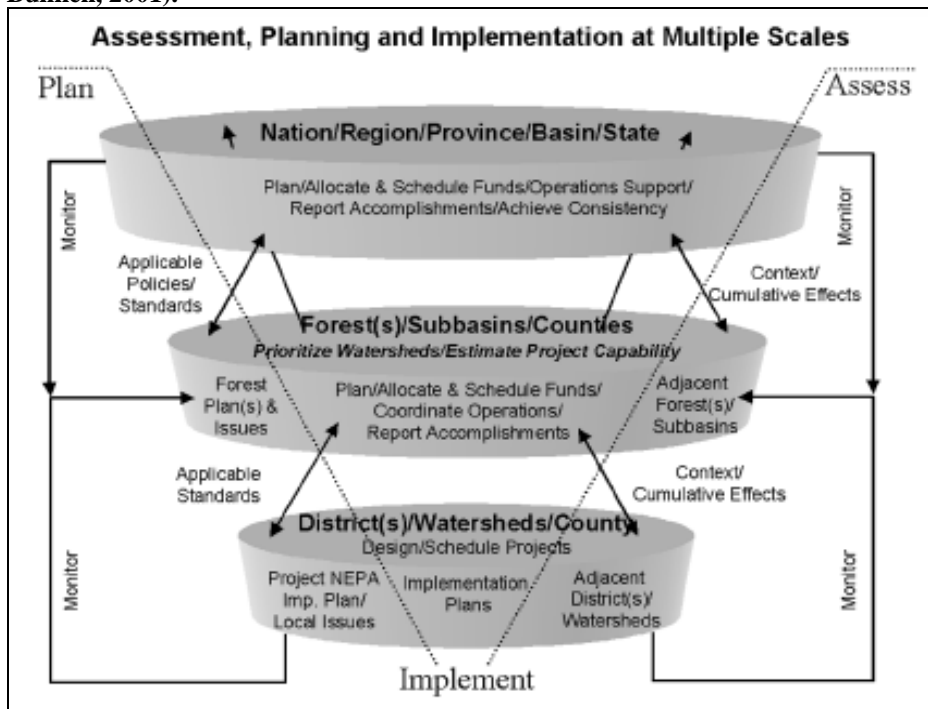 Assessment, Planning and Implementation at Multiple Scales
Plan
Assess
Nation/Region/Province/Basin/State
Plan/Allocate & Schedule Funds/Operations Support/
Report Accomplishments/Achieve Consistency
Monitor
Monitor
Applicable
Policies/
Standards
Context/
Cumulative Effects
Forest(s)/Subbasins/Counties
Prioritize Watersheds/Estimate Project Capability
Forest
Plan(s) &
Issues
Plan/Allocate & Schedule Funds/
Coordinate Operations/
Report Accomplishments
Adjacent
Forest(s)/
Subbasins
Applicable
Standards
Context/
Cumulative Effects
Monitor
Monitor
District(s)/Watersheds/County
Design/Schedule Projects
Project NEPA
Imp. Plan/
Local Issues
Implementation
Plans
Adjacent
District(s)/
Watersheds
Implement